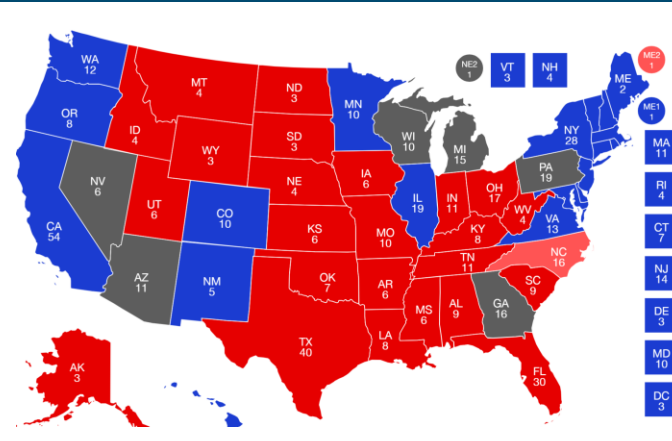 WA
12
OR
8
CA
54
NV
6
ID
4
MT
4
WY
3
UT
6
AZ
11
CO
10
NM
5
ND
3
SD
3
NE
4
KS
6
OK
7
TX
40
MN
10
IA
6
MO
10
AR
6
LA
8
WI
10
IL
19
MI
15
IN
11
OH
17
KY
8
TN
11
MS
6
AL
9
GA
16
FL
30
SC
9
NC
16
VA
13
WV
4
PA
19
NY
28
ME
2
AK
3
NE2
1
VT
3
NH
4
ME2
1
ME1
1
MA
11
RI
4
CT
7
NJ
14
DE
3
MD
10
DC
3